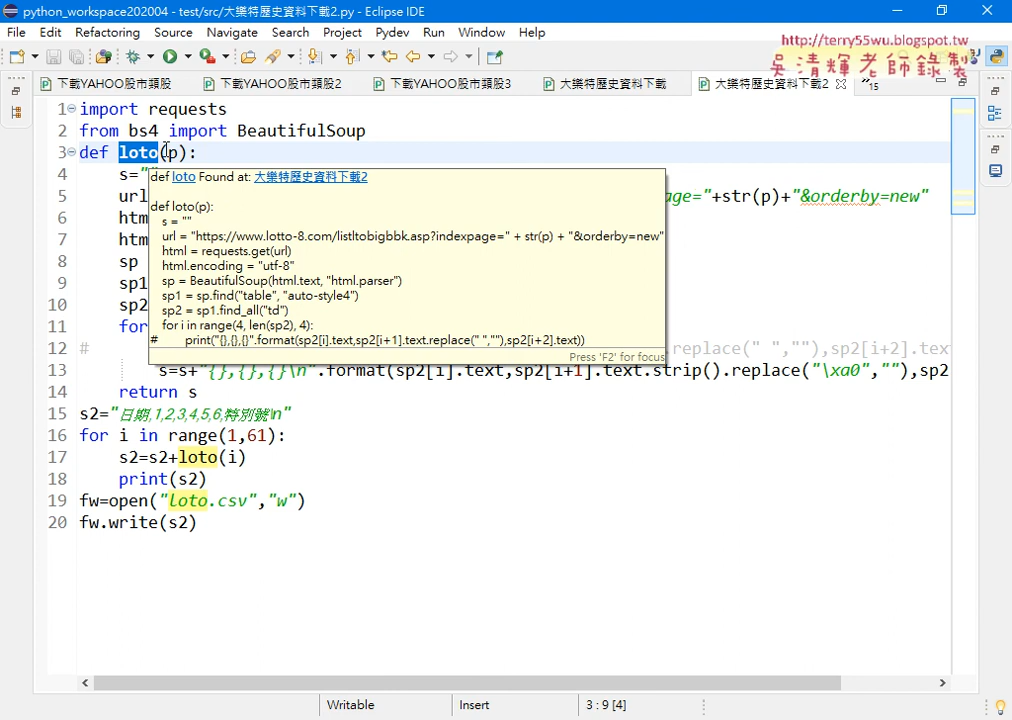 python_workspace202004 - test/src/大樂特歷史資料下載2.py - Eclipse IDE
File Edit Refactoring Source Navigate Search Project Pydev Run Window Help
http://terry55wu.blogspot.tw
吳清輝老師錄製
下載YAHOO股市類股 下載YAHOO股市類股2 下載YAHOO股市類股3 大樂特歷史資料下載 大樂特歷史資料下載2 »15
1 import requests
2 from bs4 import BeautifulSoup
3 def loto(p):
4 s="
def loto Found at: 大樂特歷史資料下載2
5 url age="+str(p)+"&orderby=new"
def loto(p):
6 htm
s = ""
url = "https://www.lotto-8.com/listltobigbbk.asp?indexpage=" + str(p) + "&orderby=new"
7 htm
html = requests.get(url)
8 sp
html.encoding = "utf-8"
sp = BeautifulSoup(html.text, "html.parser")
9 sp1
sp1 = sp.find("table", "auto-style4")
10 sp2
sp2 = sp1.find_all("td")
11 for
for i in range(4, len(sp2), 4):
# print("{},{},{}".format(sp2[i].text,sp2[i+1].text.replace(" ",""),sp2[i+2].text))
12 # replace(" ",""),sp2[i+2].tex
Press 'F2' for focus
13 s=s+"{},{},{}\n".format(sp2[i].text,sp2[i+1].text.strip().replace("\xa0",""),sp2
14 return s
15 s2="日期,1,2,3,4,5,6,特別號\n"
16 for i in range(1,61):
17 s2=s2+loto(i)
18 print(s2)
19 fw=open("loto.csv","w")
20 fw.write(s2)
Writable Insert 3 : 9 [4]